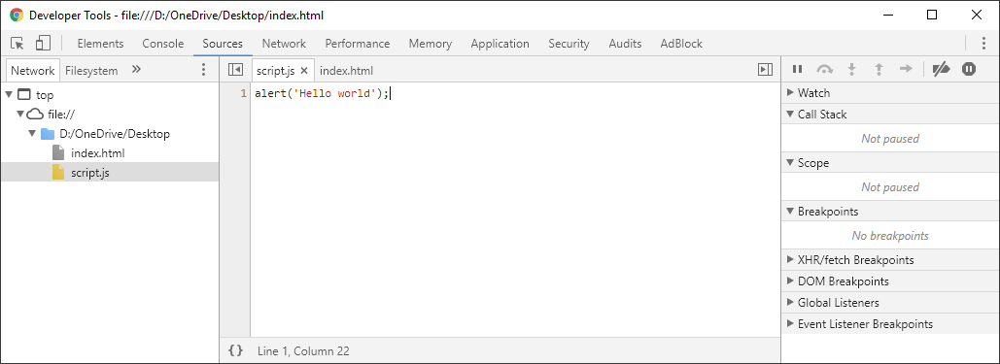 Developer Tools - file:///D:/OneDrive/Desktop/index.html
Elements Console Sources Network Performance Memory Application Security Audits AdBlock
Network Filesystem »
script.js × index.html
top
file://
D:/OneDrive/Desktop
index.html
script.js
1 alert('Hello world');
{} Line 1, Column 22
Watch
Call Stack
Not paused
Scope
Not paused
Breakpoints
No breakpoints
XHR/fetch Breakpoints
DOM Breakpoints
Global Listeners
Event Listener Breakpoints